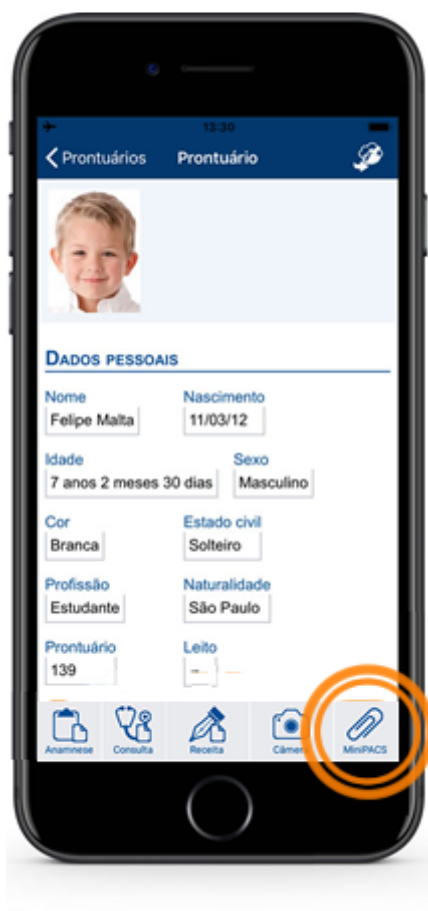 13:30
Prontuários Prontuário
DADOS PESSOAIS
Nome Nascimento
Felipe Malta 11/03/12
Idade Sexo
7 anos 2 meses 30 dias Masculino
Cor Estado civil
Branca Solteiro
Profissão Naturalidade
Estudante São Paulo
Prontuário Leito
139 --
Anamnese Consulta Receita Câmer MiniPACS